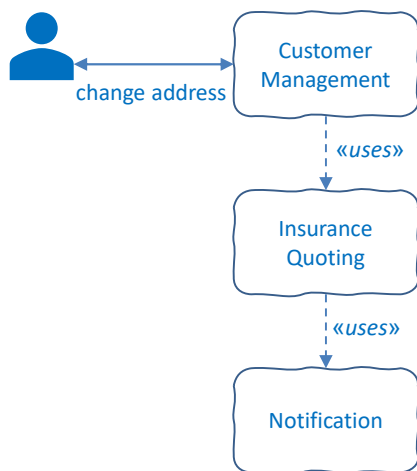 Customer
Management
change address
«uses»
Insurance
Quoting
«uses»
Notification